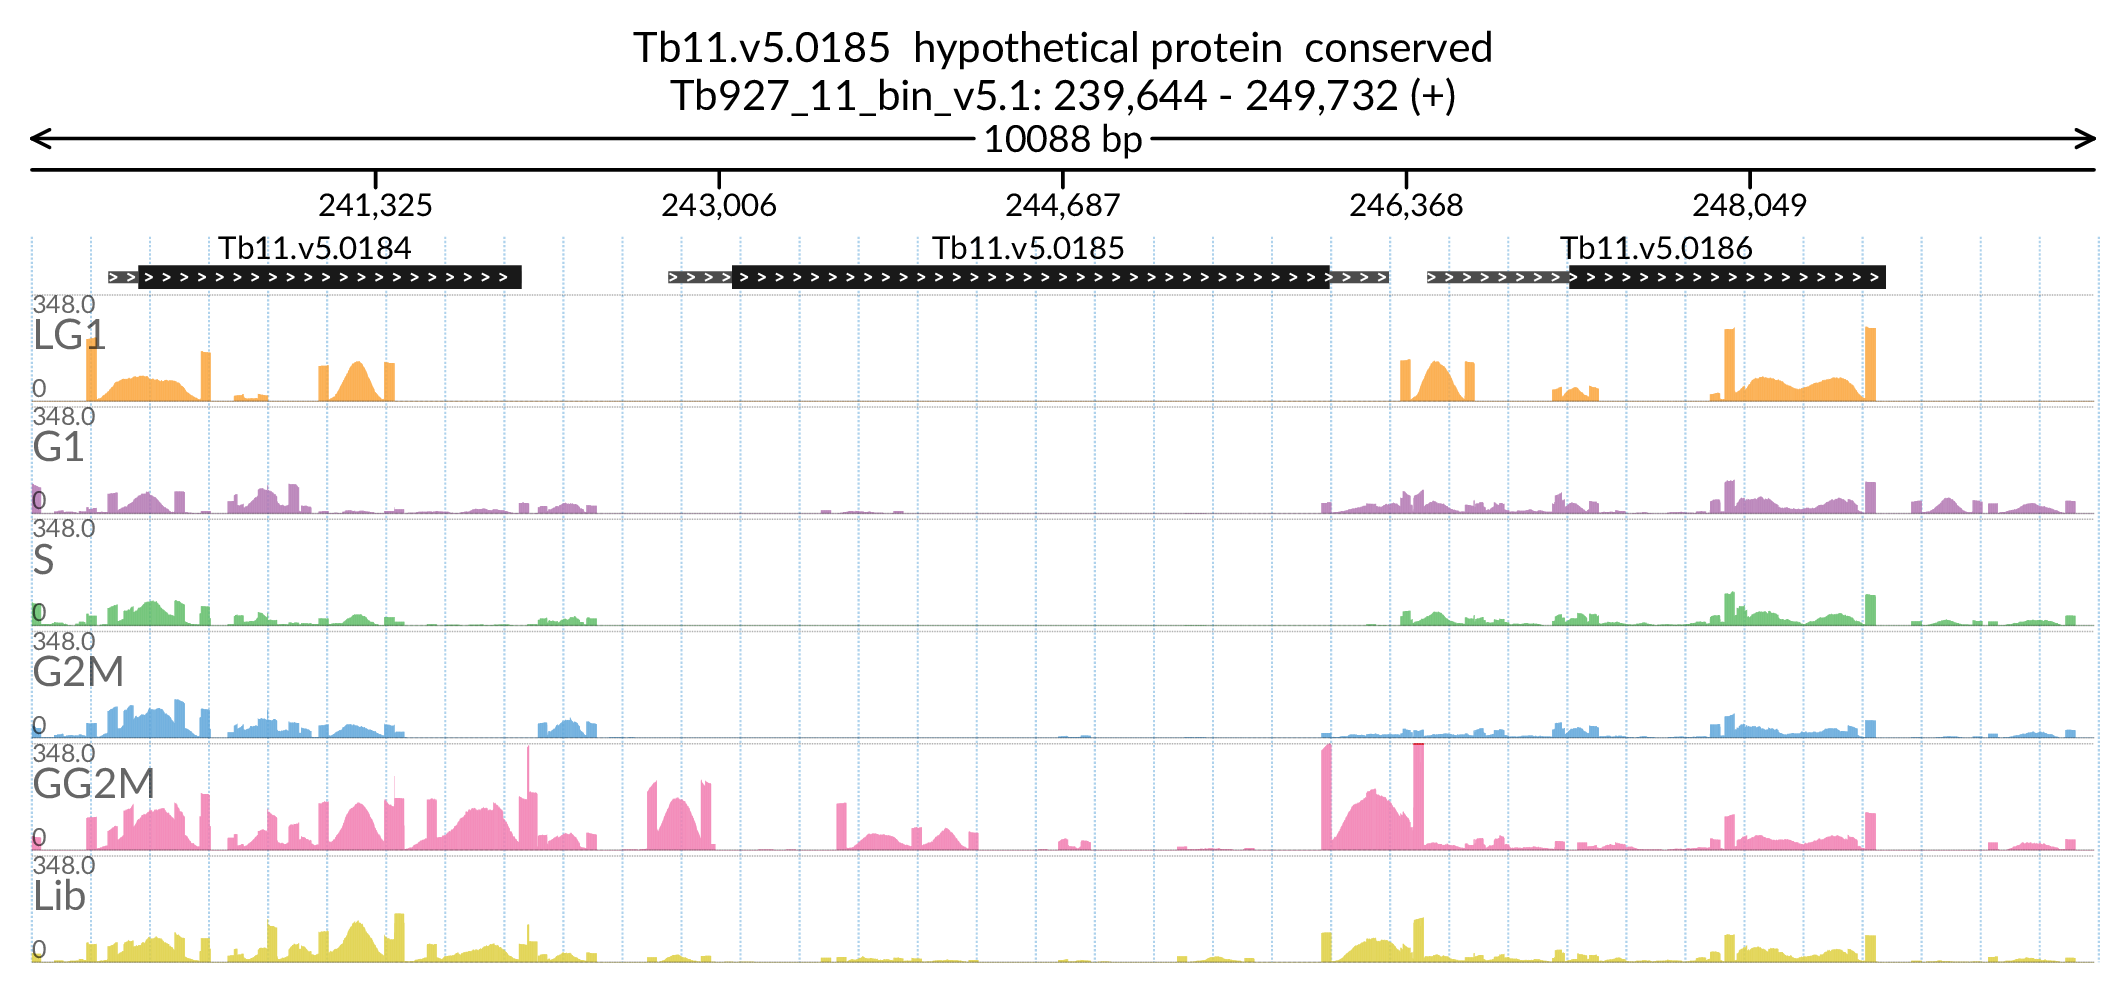 Tb11.v5.0185 hypothetical protein conserved
Tb927_11_bin_v5.1: 239,644 - 249,732 (+)
10088 bp
241,325 243,006 244,687 246,368 248,049
Tb11.v5.0184 Tb11.v5.0185 Tb11.v5.0186
348.0
LG1
0
348.0
G1
0
348.0
S
0
348.0
G2M
0
348.0
GG2M
0
348.0
Lib
0